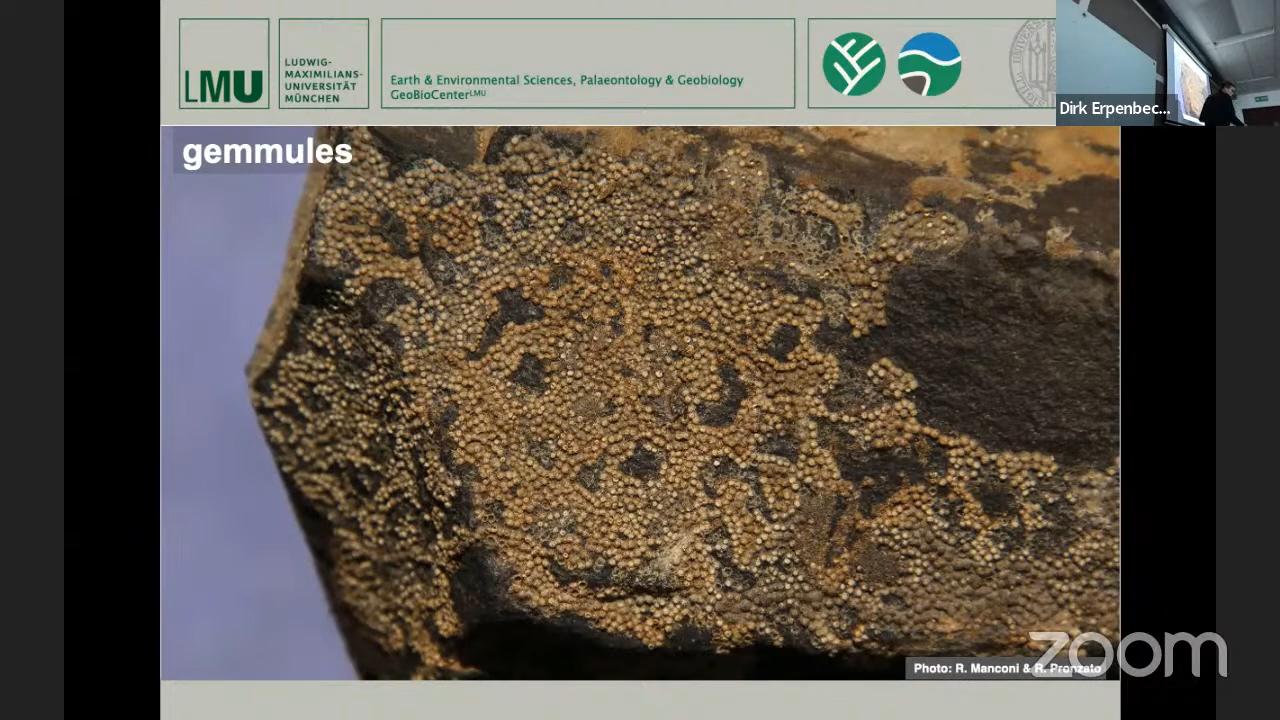 LMU
LUDWIG-
MAXIMILIANS-
UNIVERSITÄT
MÜNCHEN
Earth & Environmental Sciences, Palaeontology & Geobiology
GeoBioCenterLMU
Dirk Erpenbec...
gemmules
Photo: R. Manconi & R. Pronzato
zoom